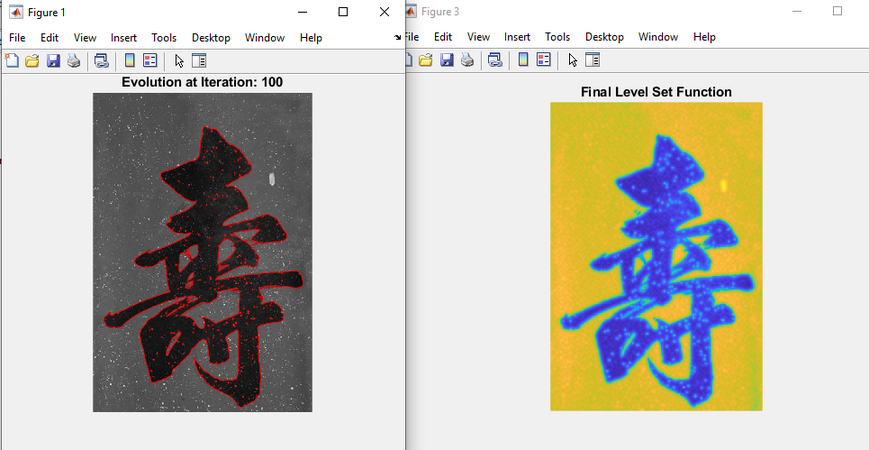 Figure 1
File Edit View Insert Tools Desktop Window Help
Evolution at Iteration: 100
壽
Figure 3
File Edit View Insert Tools Desktop Window Help
Final Level Set Function
壽